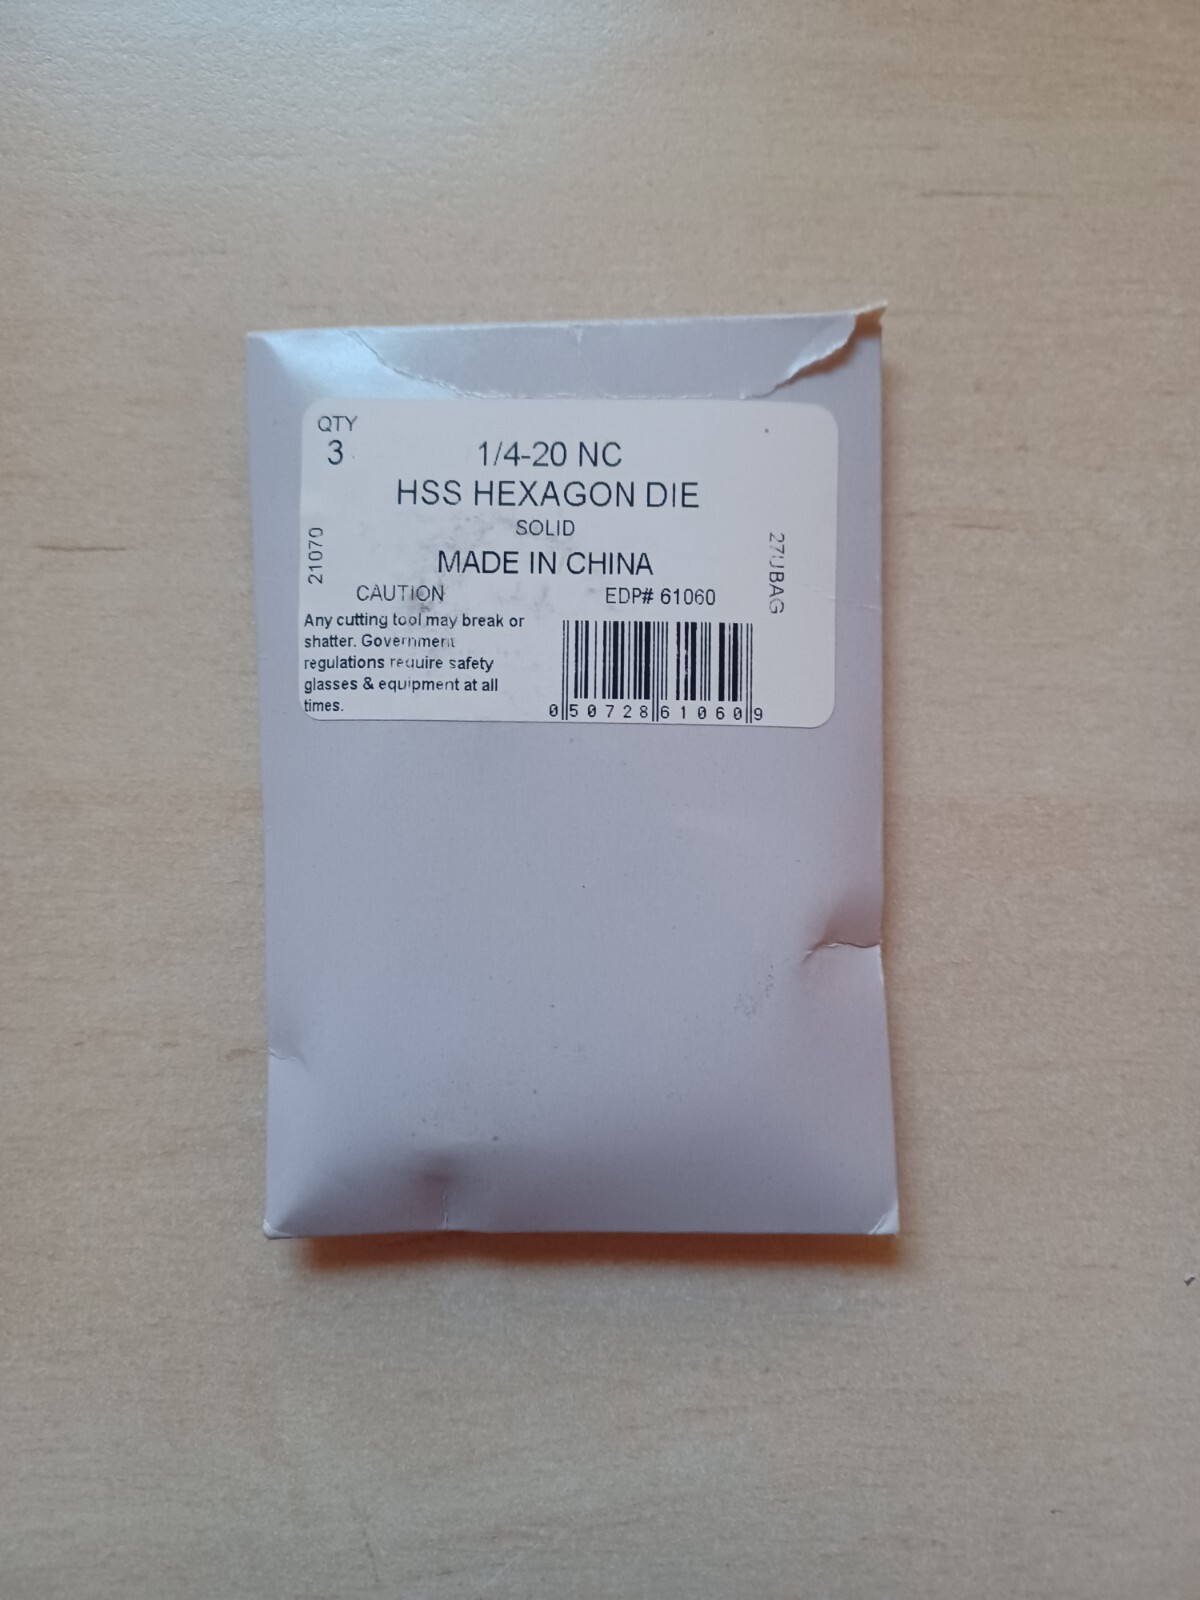 QTY
3
1/4-20 NC
HSS HEXAGON DIE
SOLID
21070
MADE IN CHINA
CAUTION
EDP# 61060
Any cutting tool may break or
shatter. Government
regulations require safety
glasses & equipment at all
times.
0 50728 61060 9